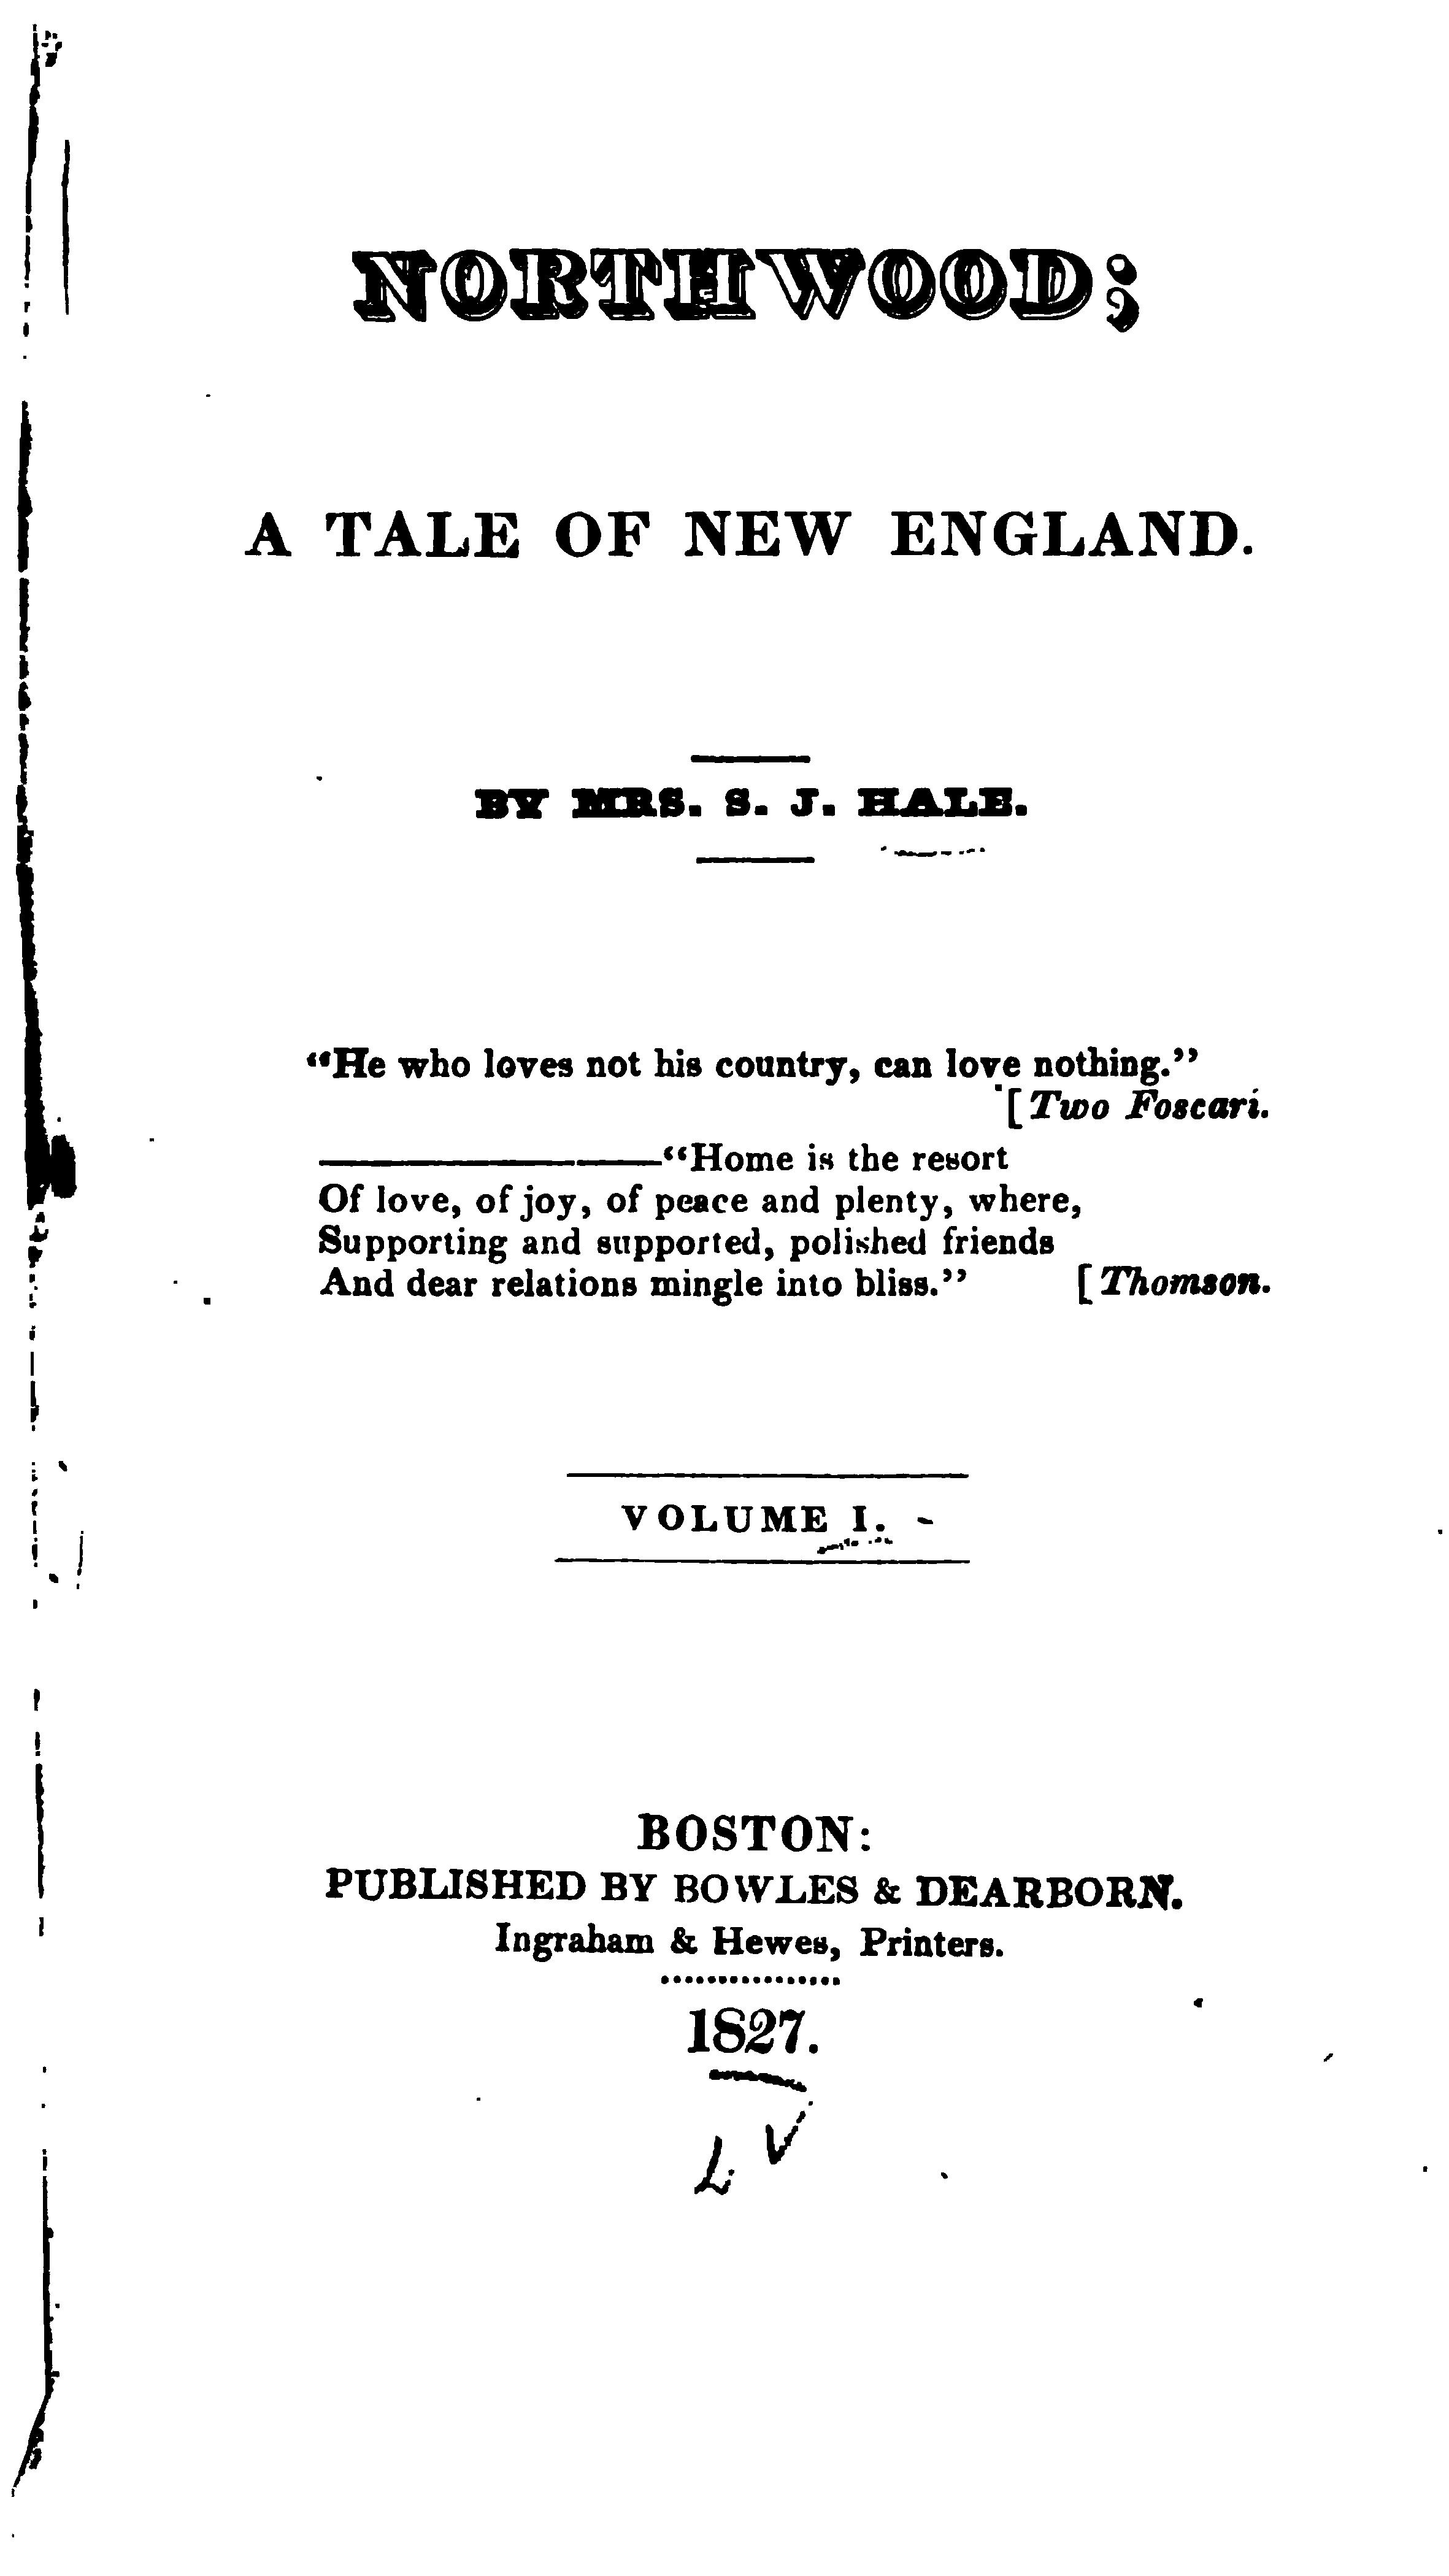 NORTHWOOD;
A TALE OF NEW ENGLAND.
BY MRS. S. J. HALE.
"He who loves not his country, can love nothing."
[Two Foscari.
"Home is the resort
Of love, of joy, of peace and plenty, where,
Supporting and supported, polished friends
And dear relations mingle into bliss." [Thomson.
VOLUME I.
BOSTON:
PUBLISHED BY BOWLES & DEARBORN.
Ingraham & Hewes, Printers.
1827.